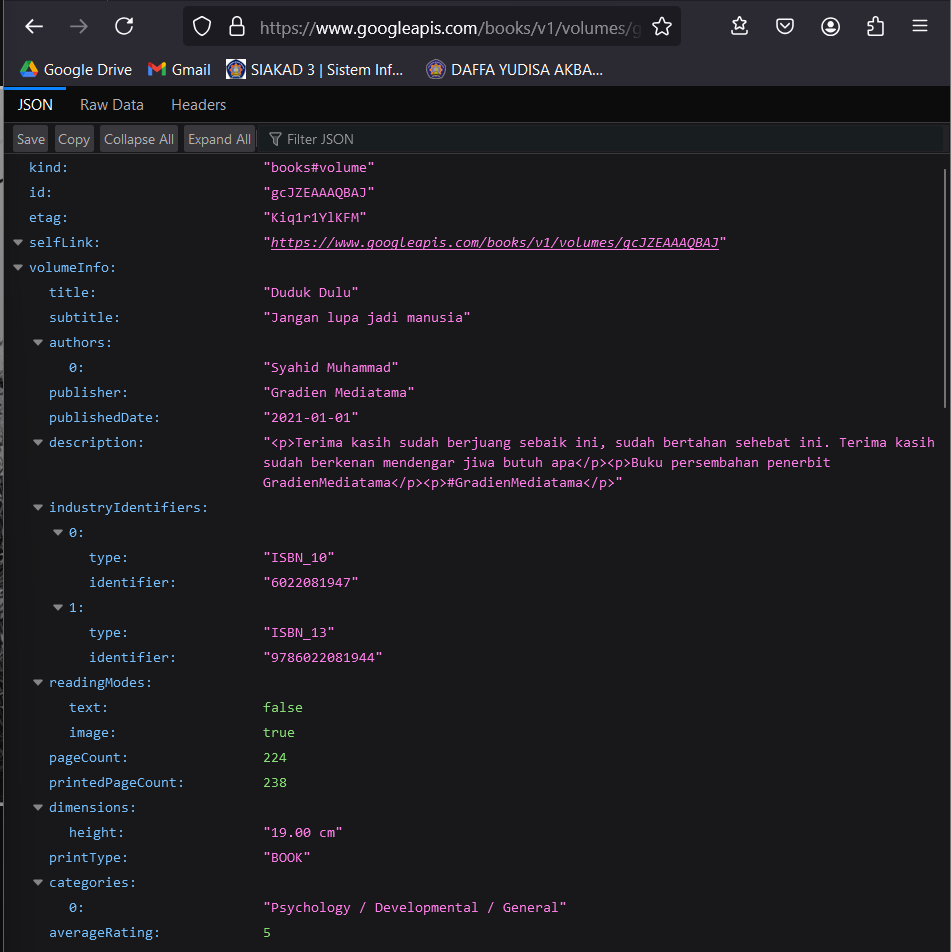 https://www.googleapis.com/books/v1/volumes/g
Google Drive Gmail SIAKAD 3 | Sistem Inf... DAFFA YUDISA AKBA...
JSON Raw Data Headers
Save Copy Collapse All Expand All Filter JSON
kind: "books#volume"
id: "gcJZEAAAQBAJ"
etag: "Kiq1r1YlKFM"
selfLink: "https://www.googleapis.com/books/v1/volumes/gcJZEAAAQBAJ"
volumeInfo:
title: "Duduk Dulu"
subtitle: "Jangan lupa jadi manusia"
authors:
0: "Syahid Muhammad"
publisher: "Gradien Mediatama"
publishedDate: "2021-01-01"
description: "<p>Terima kasih sudah berjuang sebaik ini, sudah bertahan sehebat ini. Terima kasih
sudah berkenan mendengar jiwa butuh apa</p><p>Buku persembahan penerbit
GradienMediatama</p><p>#GradienMediatama</p>"
industryIdentifiers:
0:
type: "ISBN_10"
identifier: "6022081947"
1:
type: "ISBN_13"
identifier: "9786022081944"
readingModes:
text: false
image: true
pageCount: 224
printedPageCount: 238
dimensions:
height: "19.00 cm"
printType: "BOOK"
categories:
0: "Psychology / Developmental / General"
averageRating: 5